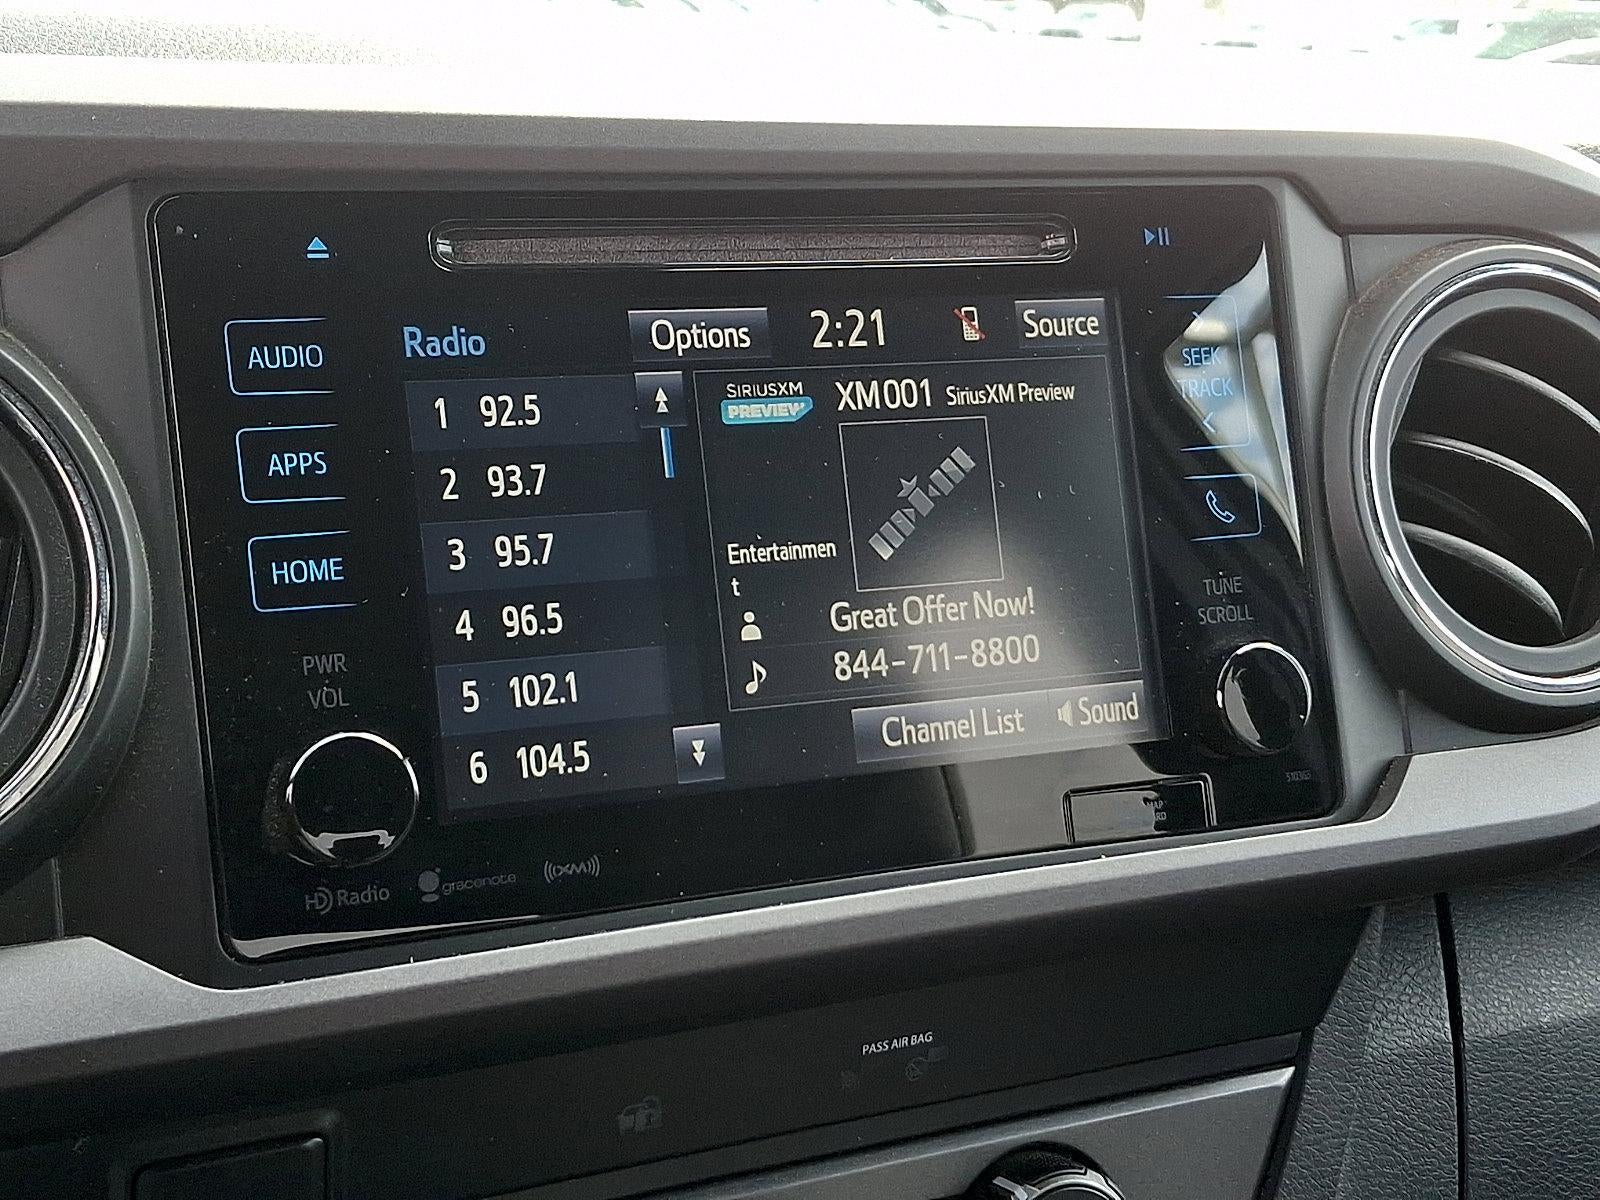 AUDIO
APPS
HOME
PWR
VOL
Radio
Options
2:21
Source
1 92.5
2 93.7
3 95.7
4 96.5
5 102.1
6 104.5
SIRIUSXM
PREVIEW
XM001 SiriusXM Preview
Entertainmen
t
Great Offer Now!
844-711-8800
Channel List
Sound
SEEK
TRACK
TUNE
SCROLL
MAP
HD Radio
gracenote
((XM))
PASS AIR BAG